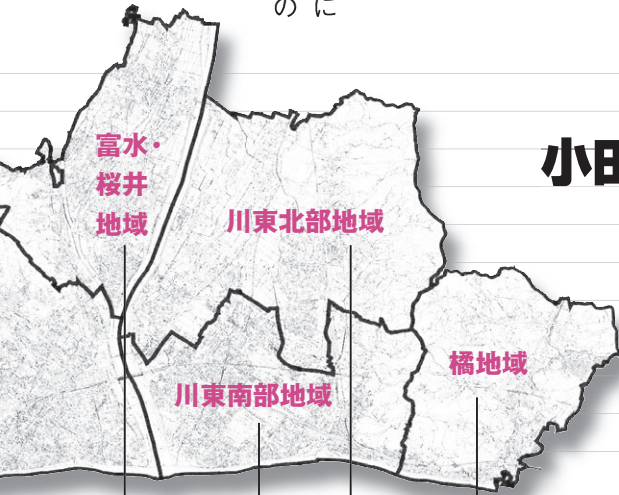 のに
富水・
桜井
地域
川東北部地域
小田
川東南部地域
橘地域